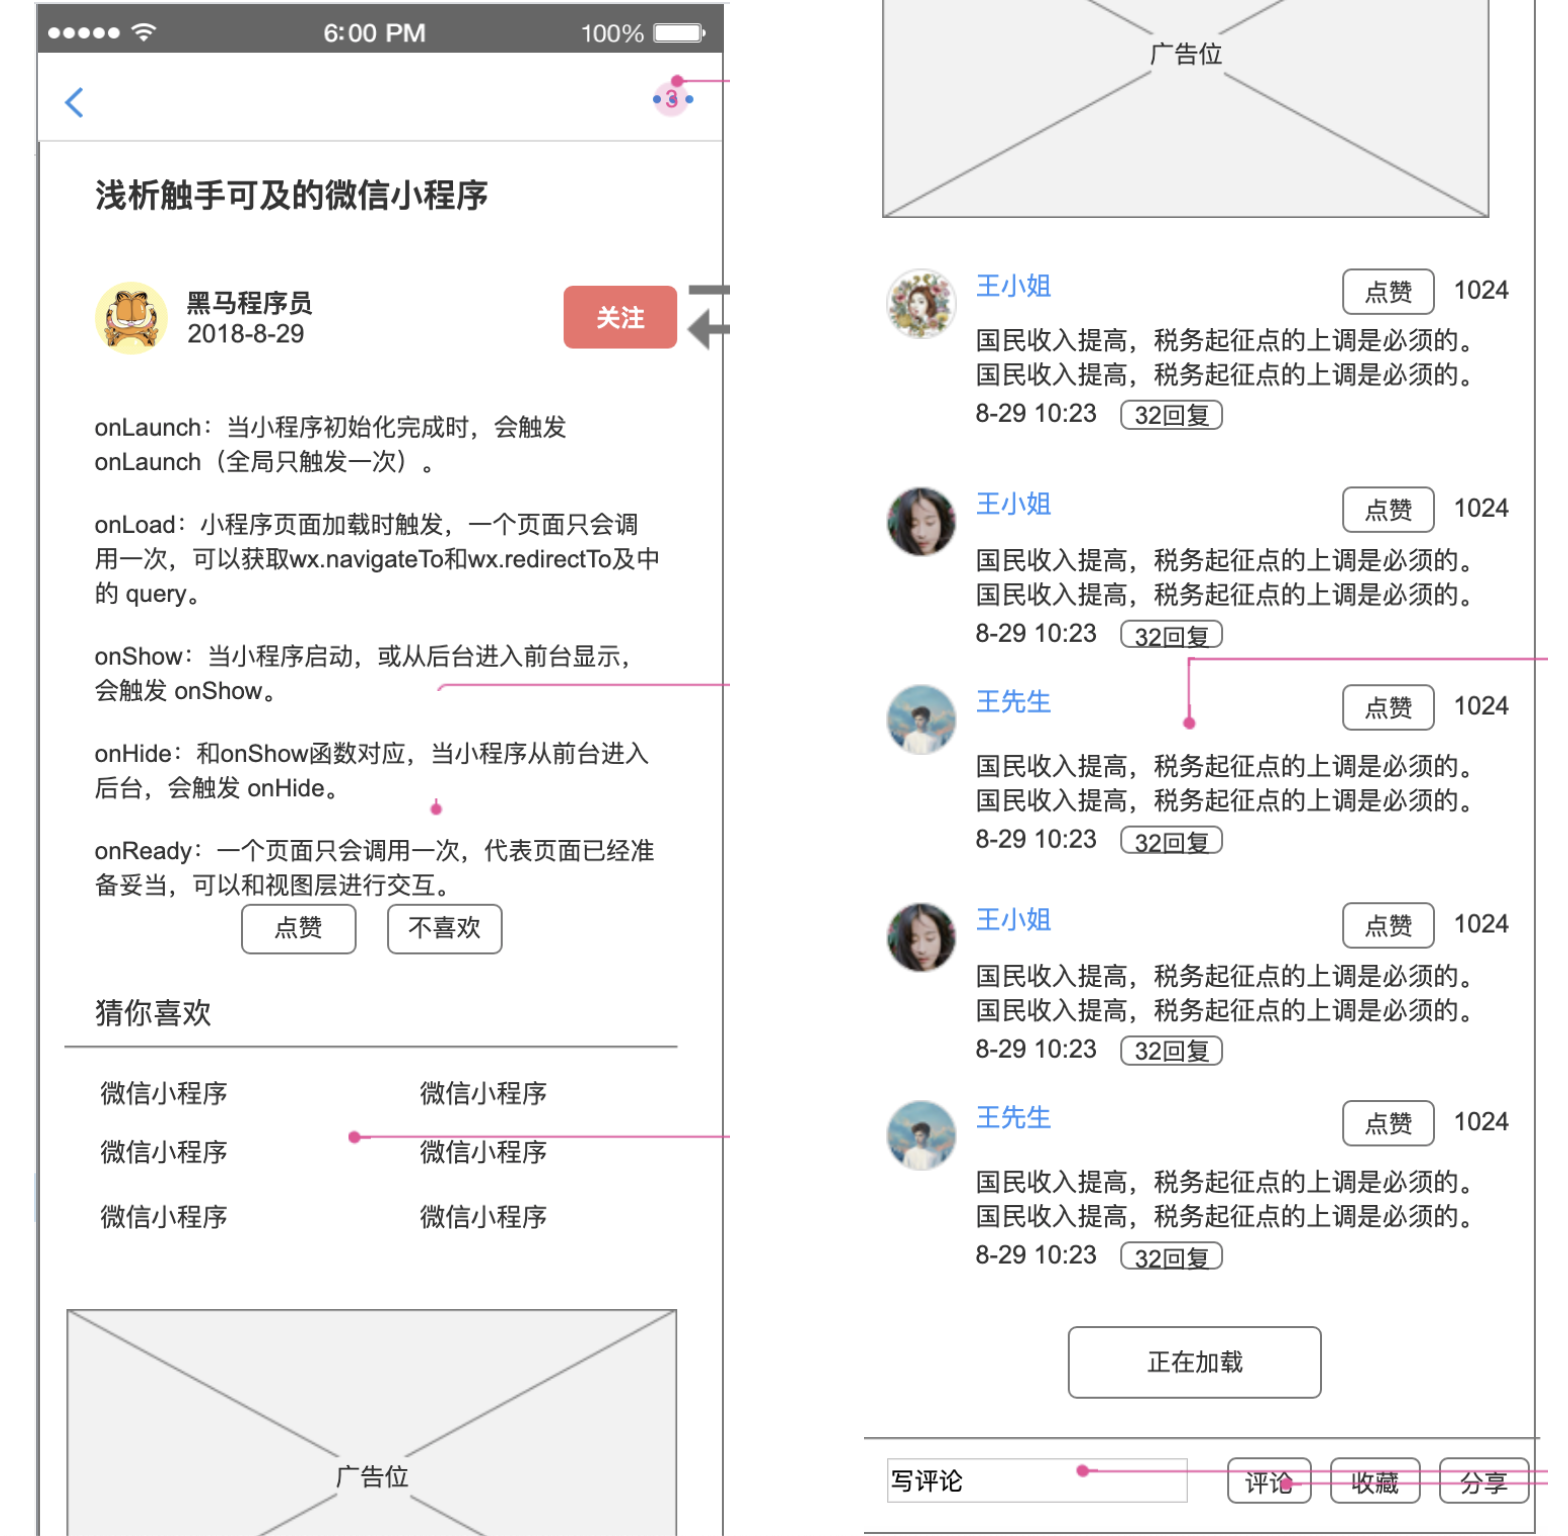 6:00 PM
100%
3
浅析触手可及的微信小程序
黑马程序员
2018-8-29
关注
onLaunch：当小程序初始化完成时，会触发
onLaunch（全局只触发一次）。
onLoad：小程序页面加载时触发，一个页面只会调
用一次，可以获取wx.navigateTo和wx.redirectTo及中
的 query。
onShow：当小程序启动，或从后台进入前台显示，
会触发 onShow。
onHide：和onShow函数对应，当小程序从前台进入
后台，会触发 onHide。
onReady：一个页面只会调用一次，代表页面已经准
备妥当，可以和视图层进行交互。
点赞
不喜欢
猜你喜欢
微信小程序
微信小程序
微信小程序
微信小程序
微信小程序
微信小程序
广告位
广告位
王小姐
点赞
1024
国民收入提高，税务起征点的上调是必须的。
国民收入提高，税务起征点的上调是必须的。
8-29 10:23
32回复
王小姐
点赞
1024
国民收入提高，税务起征点的上调是必须的。
国民收入提高，税务起征点的上调是必须的。
8-29 10:23
32回复
王先生
点赞
1024
国民收入提高，税务起征点的上调是必须的。
国民收入提高，税务起征点的上调是必须的。
8-29 10:23
32回复
王小姐
点赞
1024
国民收入提高，税务起征点的上调是必须的。
国民收入提高，税务起征点的上调是必须的。
8-29 10:23
32回复
王先生
点赞
1024
国民收入提高，税务起征点的上调是必须的。
国民收入提高，税务起征点的上调是必须的。
8-29 10:23
32回复
正在加载
写评论
评论
收藏
分享